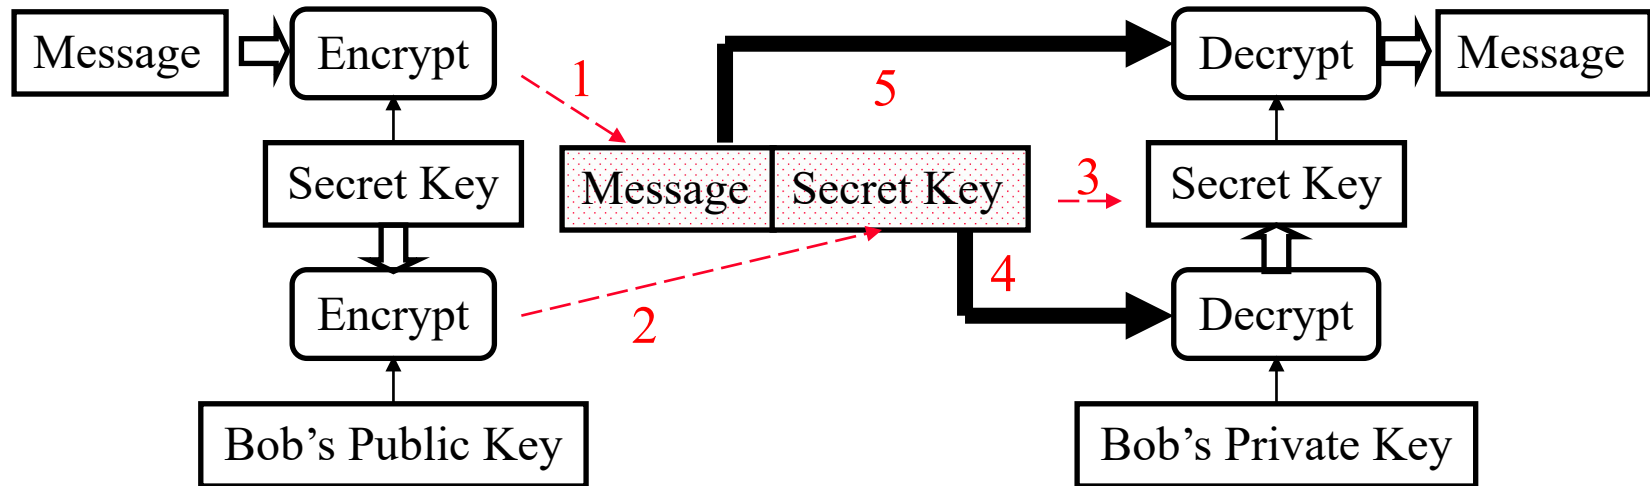 Message
Encrypt
1
5
Decrypt
Message
Secret Key
Message
Secret Key
3
Secret Key
Encrypt
2
4
Decrypt
Bob’s Public Key
Bob’s Private Key